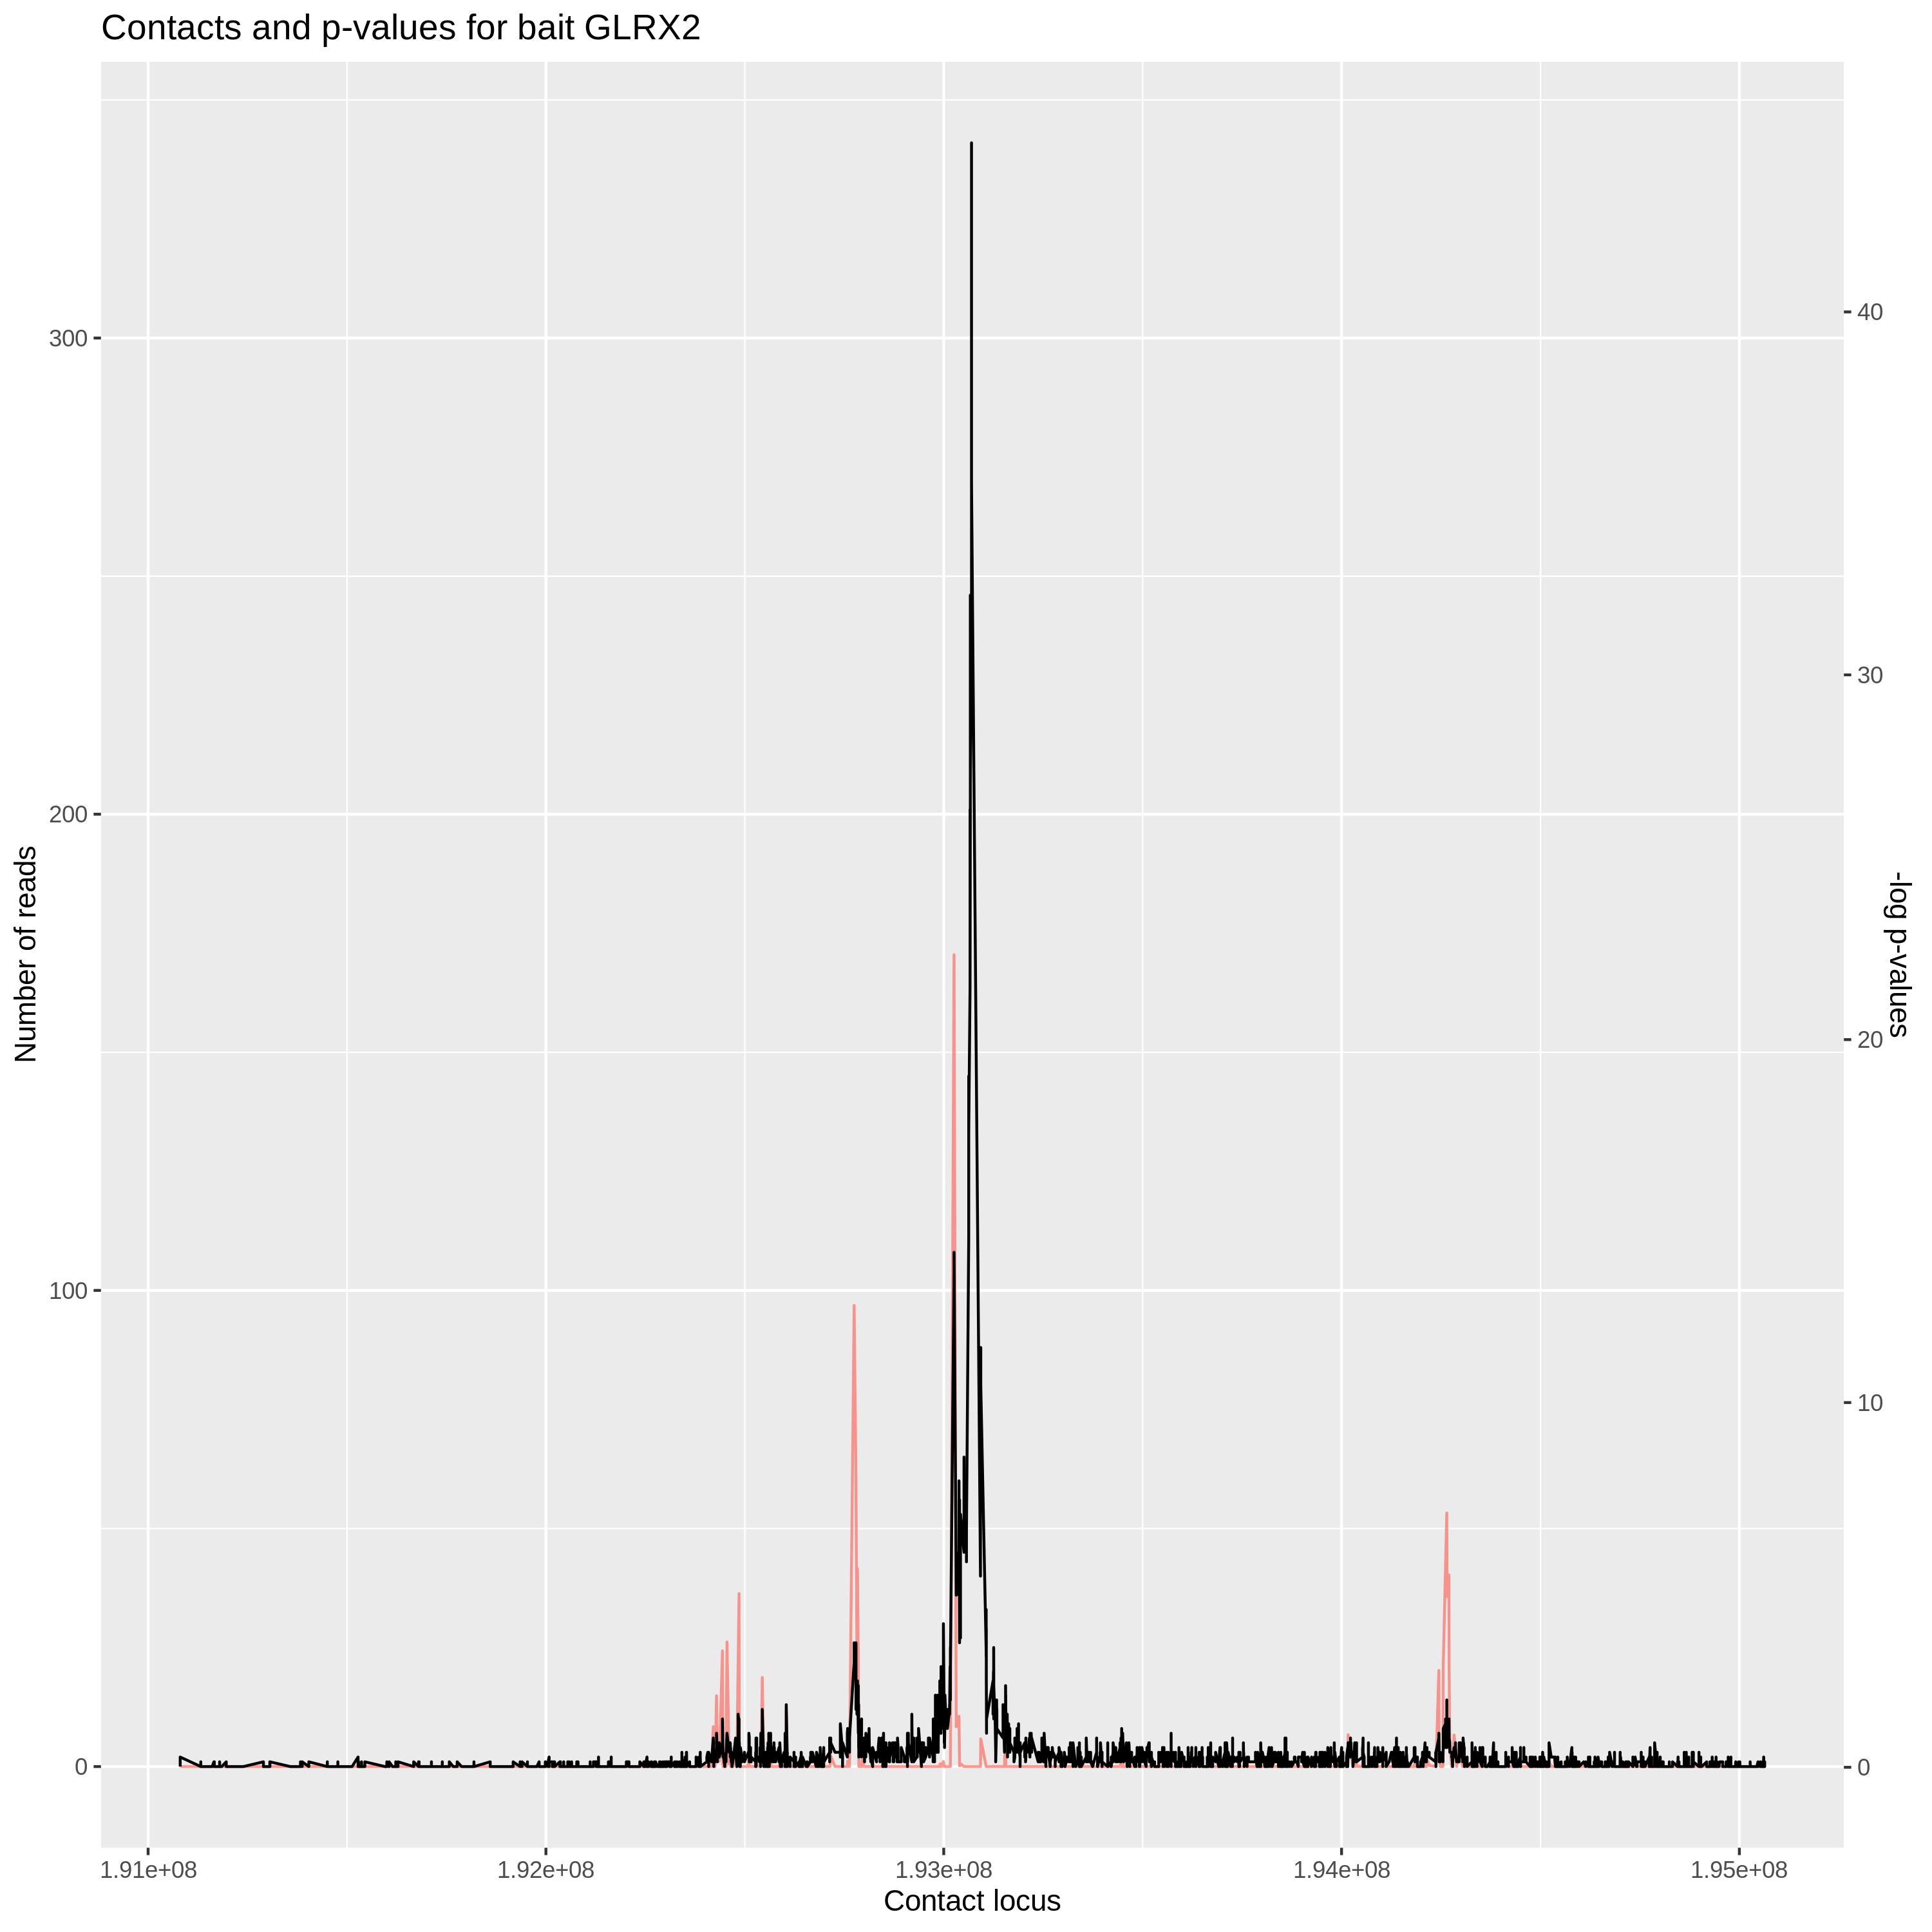 Contacts and p-values for bait GLRX2
Number of reads
300
200
100
0
40
30
20
10
0
-log p-values
1.91e+08
1.92e+08
1.93e+08
1.94e+08
1.95e+08
Contact locus